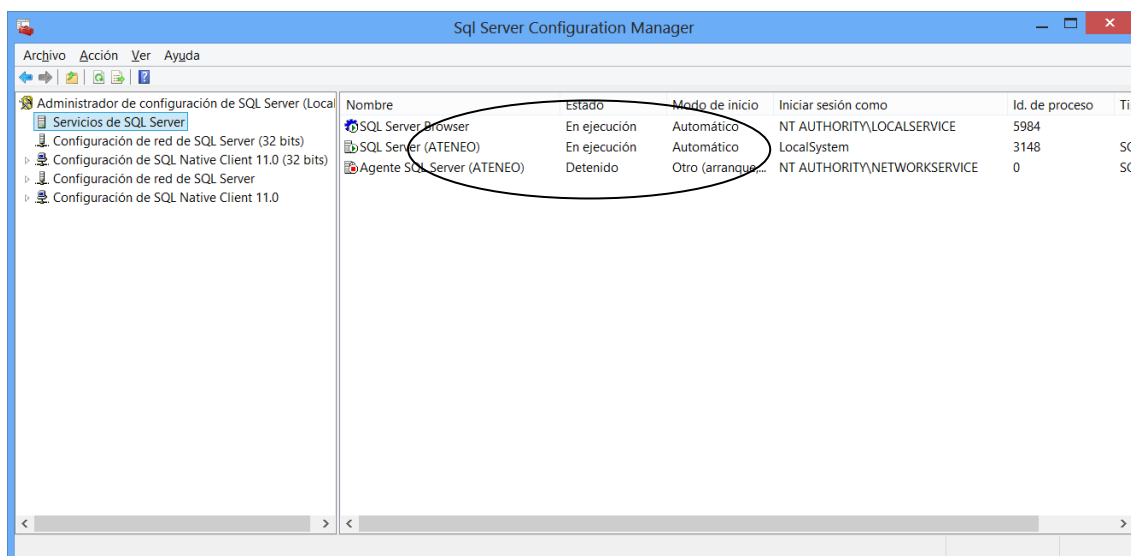 Sql Server Configuration Manager
Archivo Acción Ver Ayuda
Administrador de configuración de SQL Server (Local
Servicios de SQL Server
Configuración de red de SQL Server (32 bits)
Configuración de SQL Native Client 11.0 (32 bits)
Configuración de red de SQL Server
Configuración de SQL Native Client 11.0
Nombre Estado Modo de inicio Iniciar sesión como Id. de proceso Ti
SQL Server Browser En ejecución Automático NT AUTHORITY\LOCALSERVICE 5984
SQL Server (ATENEO) En ejecución Automático LocalSystem 3148 SQ
Agente SQL Server (ATENEO) Detenido Otro (arranque,... NT AUTHORITY\NETWORKSERVICE 0 SQ